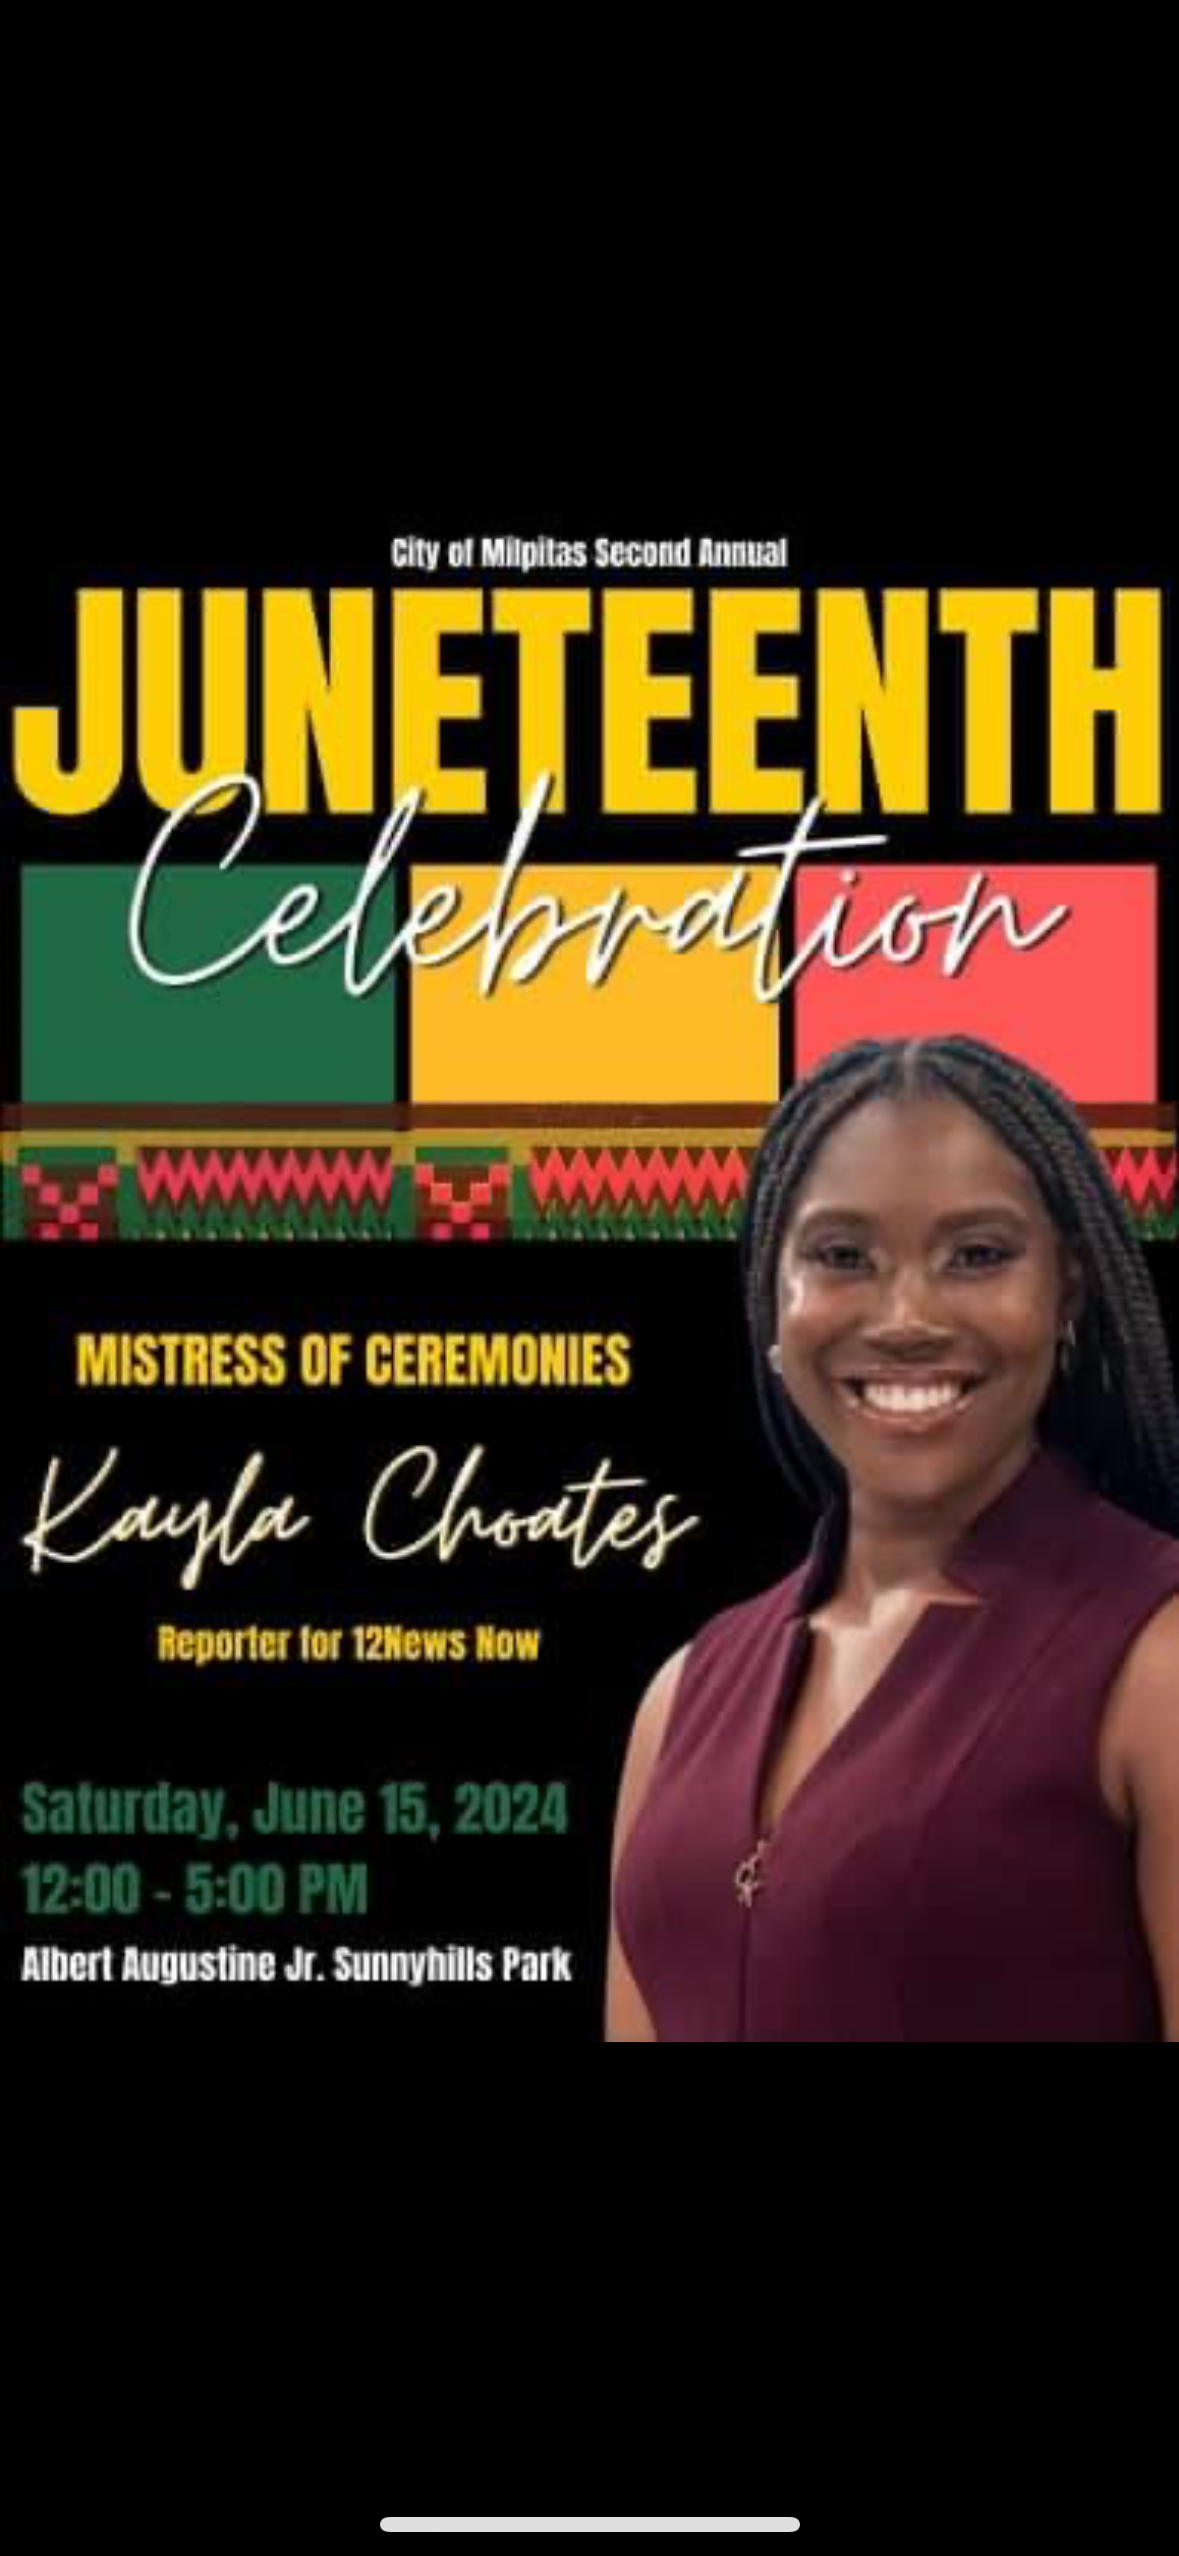 City of Milpitas Second Annual
JUNETEENTH
Celebration
MISTRESS OF CEREMONIES
Kayla Choates
Reporter for 12News Now
Saturday, June 15, 2024
12:00 - 5:00 PM
Albert Augustine Jr. Sunnyhills Park